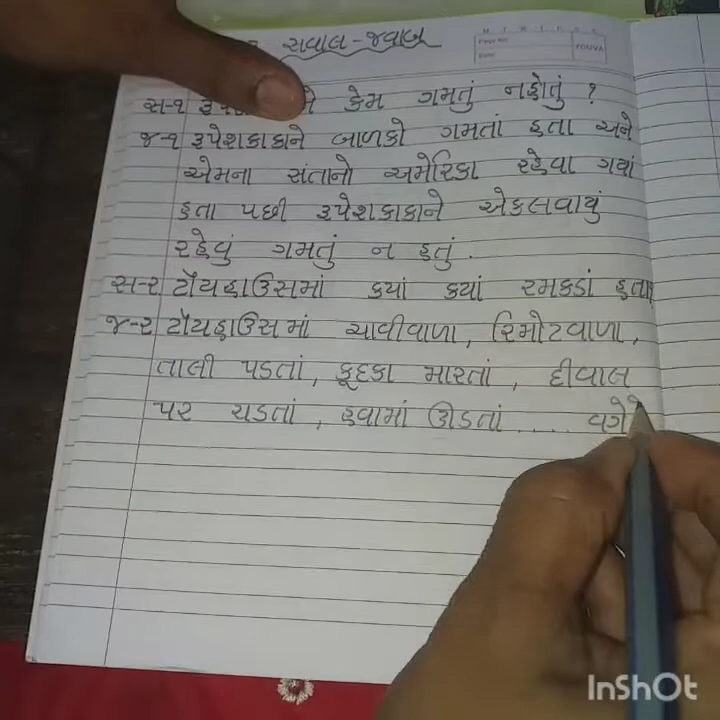 સવાલ-જવાબ
સ-૧ કેમ ગમતું નહોતું ?
જ-૧ રૂપેશકાકાને બાળકો ગમતાં હતા અને
એમના સંતાનો અમેરિકા રહેવા ગયાં
હતા પછી રૂપેશકાકાને એકલવાયું
રહેવું ગમતું ન હતું.
સ-૨ ટૉયહાઉસમાં કયાં કયાં રમકડાં હતા
જ-૨ ટૉયહાઉસમાં ચાવીવાળા, રિમોટવાળા,
તાલી પડતાં, કૂદકા મારતાં, દીવાલ
પર ચડતાં, હવામાં ઊડતાં .... વગેરે
YOUVA
InShOt